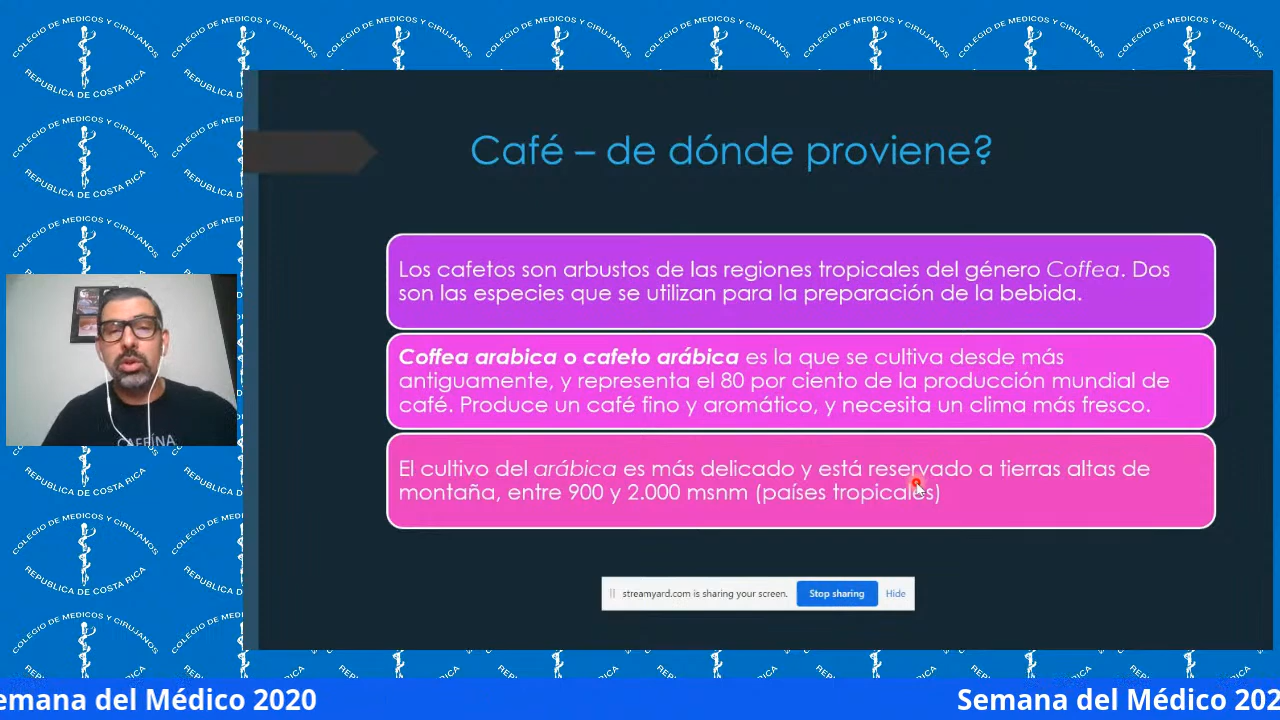 COLEGIO DE MEDICOS Y CIRUJANOS
REPUBLICA DE COSTA RICA
Café – de dónde proviene?
Los cafetos son arbustos de las regiones tropicales del género Coffea. Dos
son las especies que se utilizan para la preparación de la bebida.
Coffea arabica o cafeto arábica es la que se cultiva desde más
antiguamente, y representa el 80 por ciento de la producción mundial de
café. Produce un café fino y aromático, y necesita un clima más fresco.
El cultivo del arábica es más delicado y está reservado a tierras altas de
montaña, entre 900 y 2.000 msnm (países tropicales)
CAFEÍNA
streamyard.com is sharing your screen.
Stop sharing
Hide
emana del Médico 2020
Semana del Médico 202